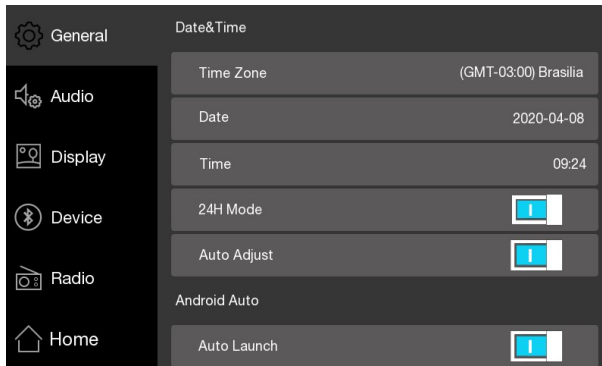 General
Audio
Display
Device
Radio
Home
Date&Time
Time Zone (GMT-03:00) Brasilia
Date 2020-04-08
Time 09:24
24H Mode
Auto Adjust
Android Auto
Auto Launch